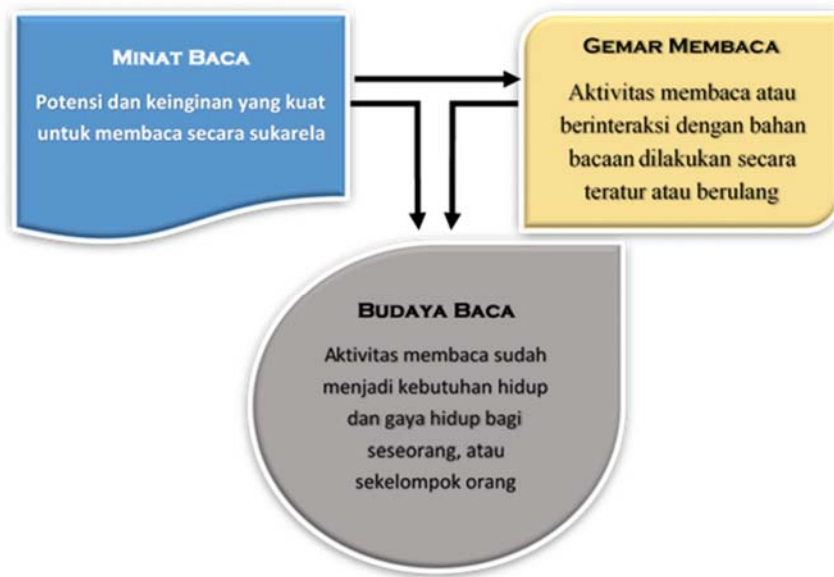 MINAT BACA
Potensi dan keinginan yang kuat
untuk membaca secara sukarela
GEMAR MEMBACA
Aktivitas membaca atau
berinteraksi dengan bahan
bacaan dilakukan secara
teratur atau berulang
BUDAYA BACA
Aktivitas membaca sudah
menjadi kebutuhan hidup
dan gaya hidup bagi
seseorang, atau
sekelompok orang